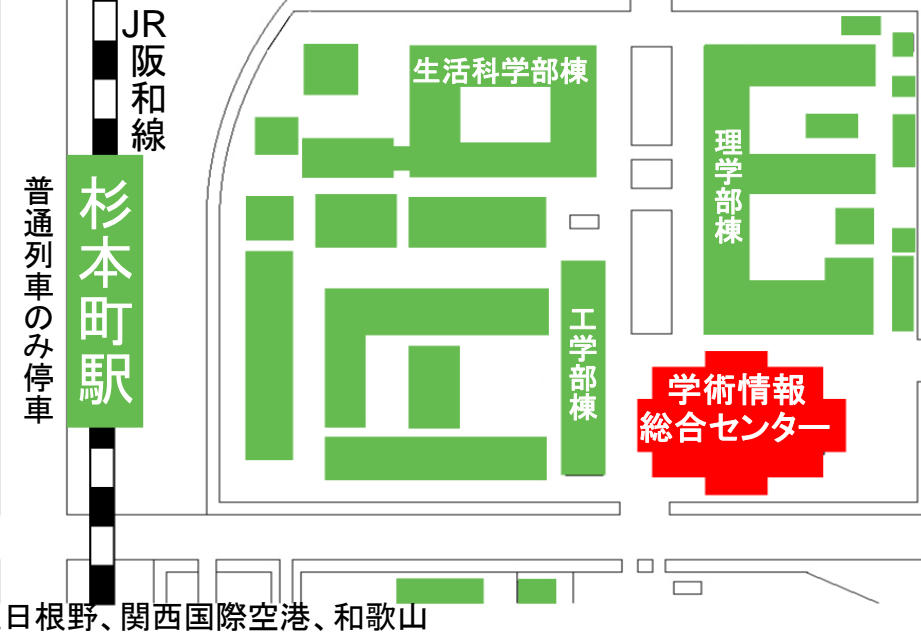 JR阪和線
生活科学部棟
理学部棟
杉本町駅
普通列車のみ停車
工学部棟
学術情報
総合センター
日根野、関西国際空港、和歌山